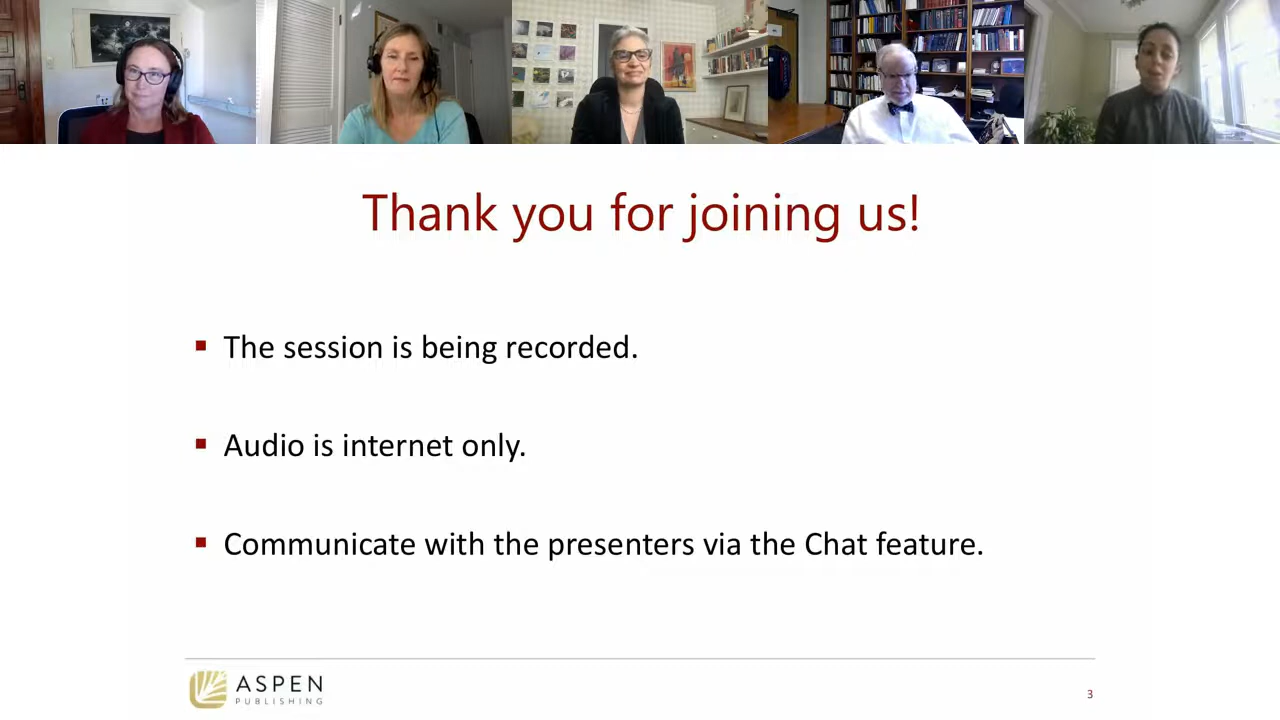 Thank you for joining us!
The session is being recorded.
Audio is internet only.
Communicate with the presenters via the Chat feature.
ASPEN
PUBLISHING
3